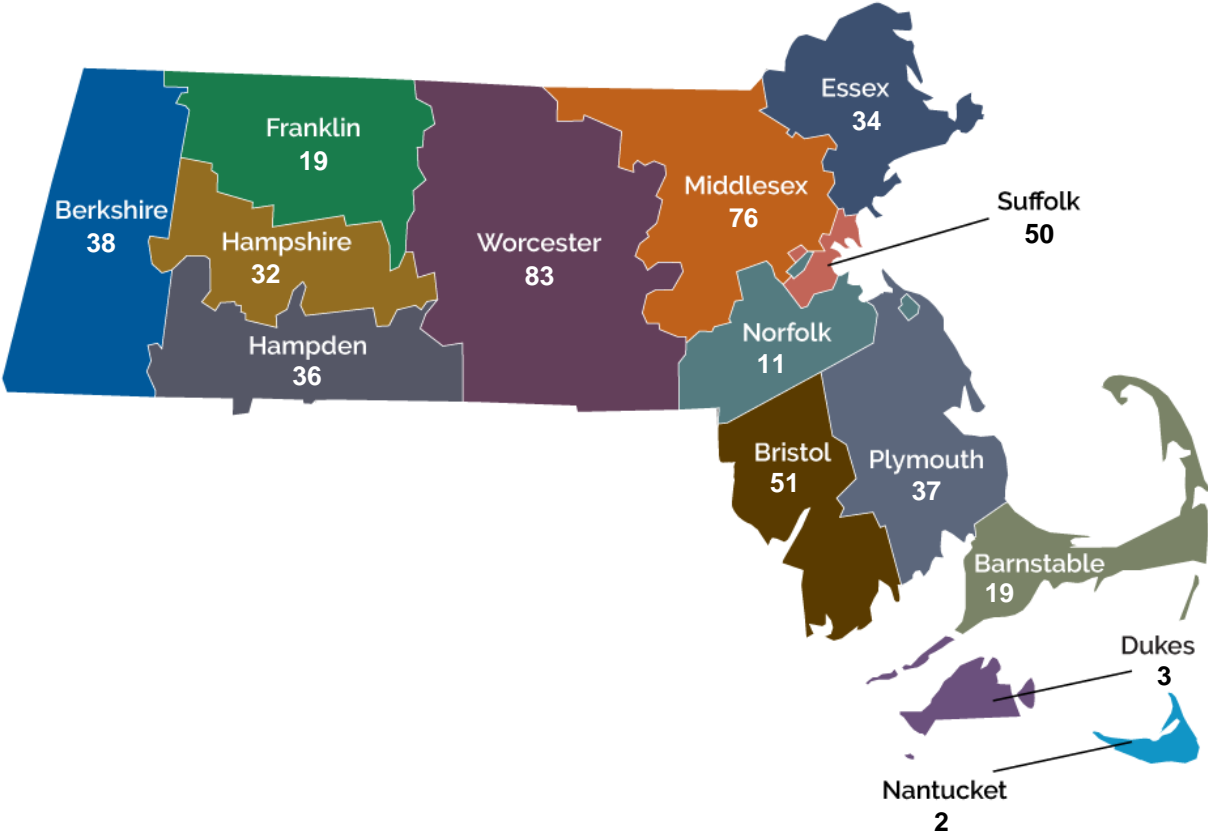 Essex
34
Franklin
19
Middlesex
76
Suffolk
50
Berkshire
38
Hampshire
32
Worcester
83
Norfolk
11
Hampden
36
Bristol
51
Plymouth
37
Barnstable
19
Dukes
3
Nantucket
2